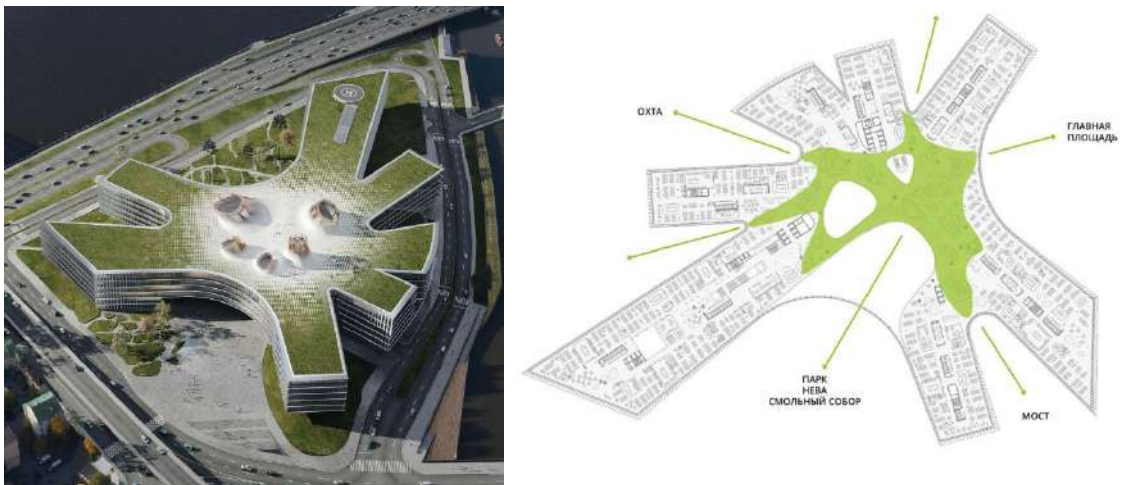 H
ОХТА
ГЛАВНАЯ
ПЛОЩАДЬ
ПАРК
НЕВА
СМОЛЬНЫЙ СОБОР
МОСТ